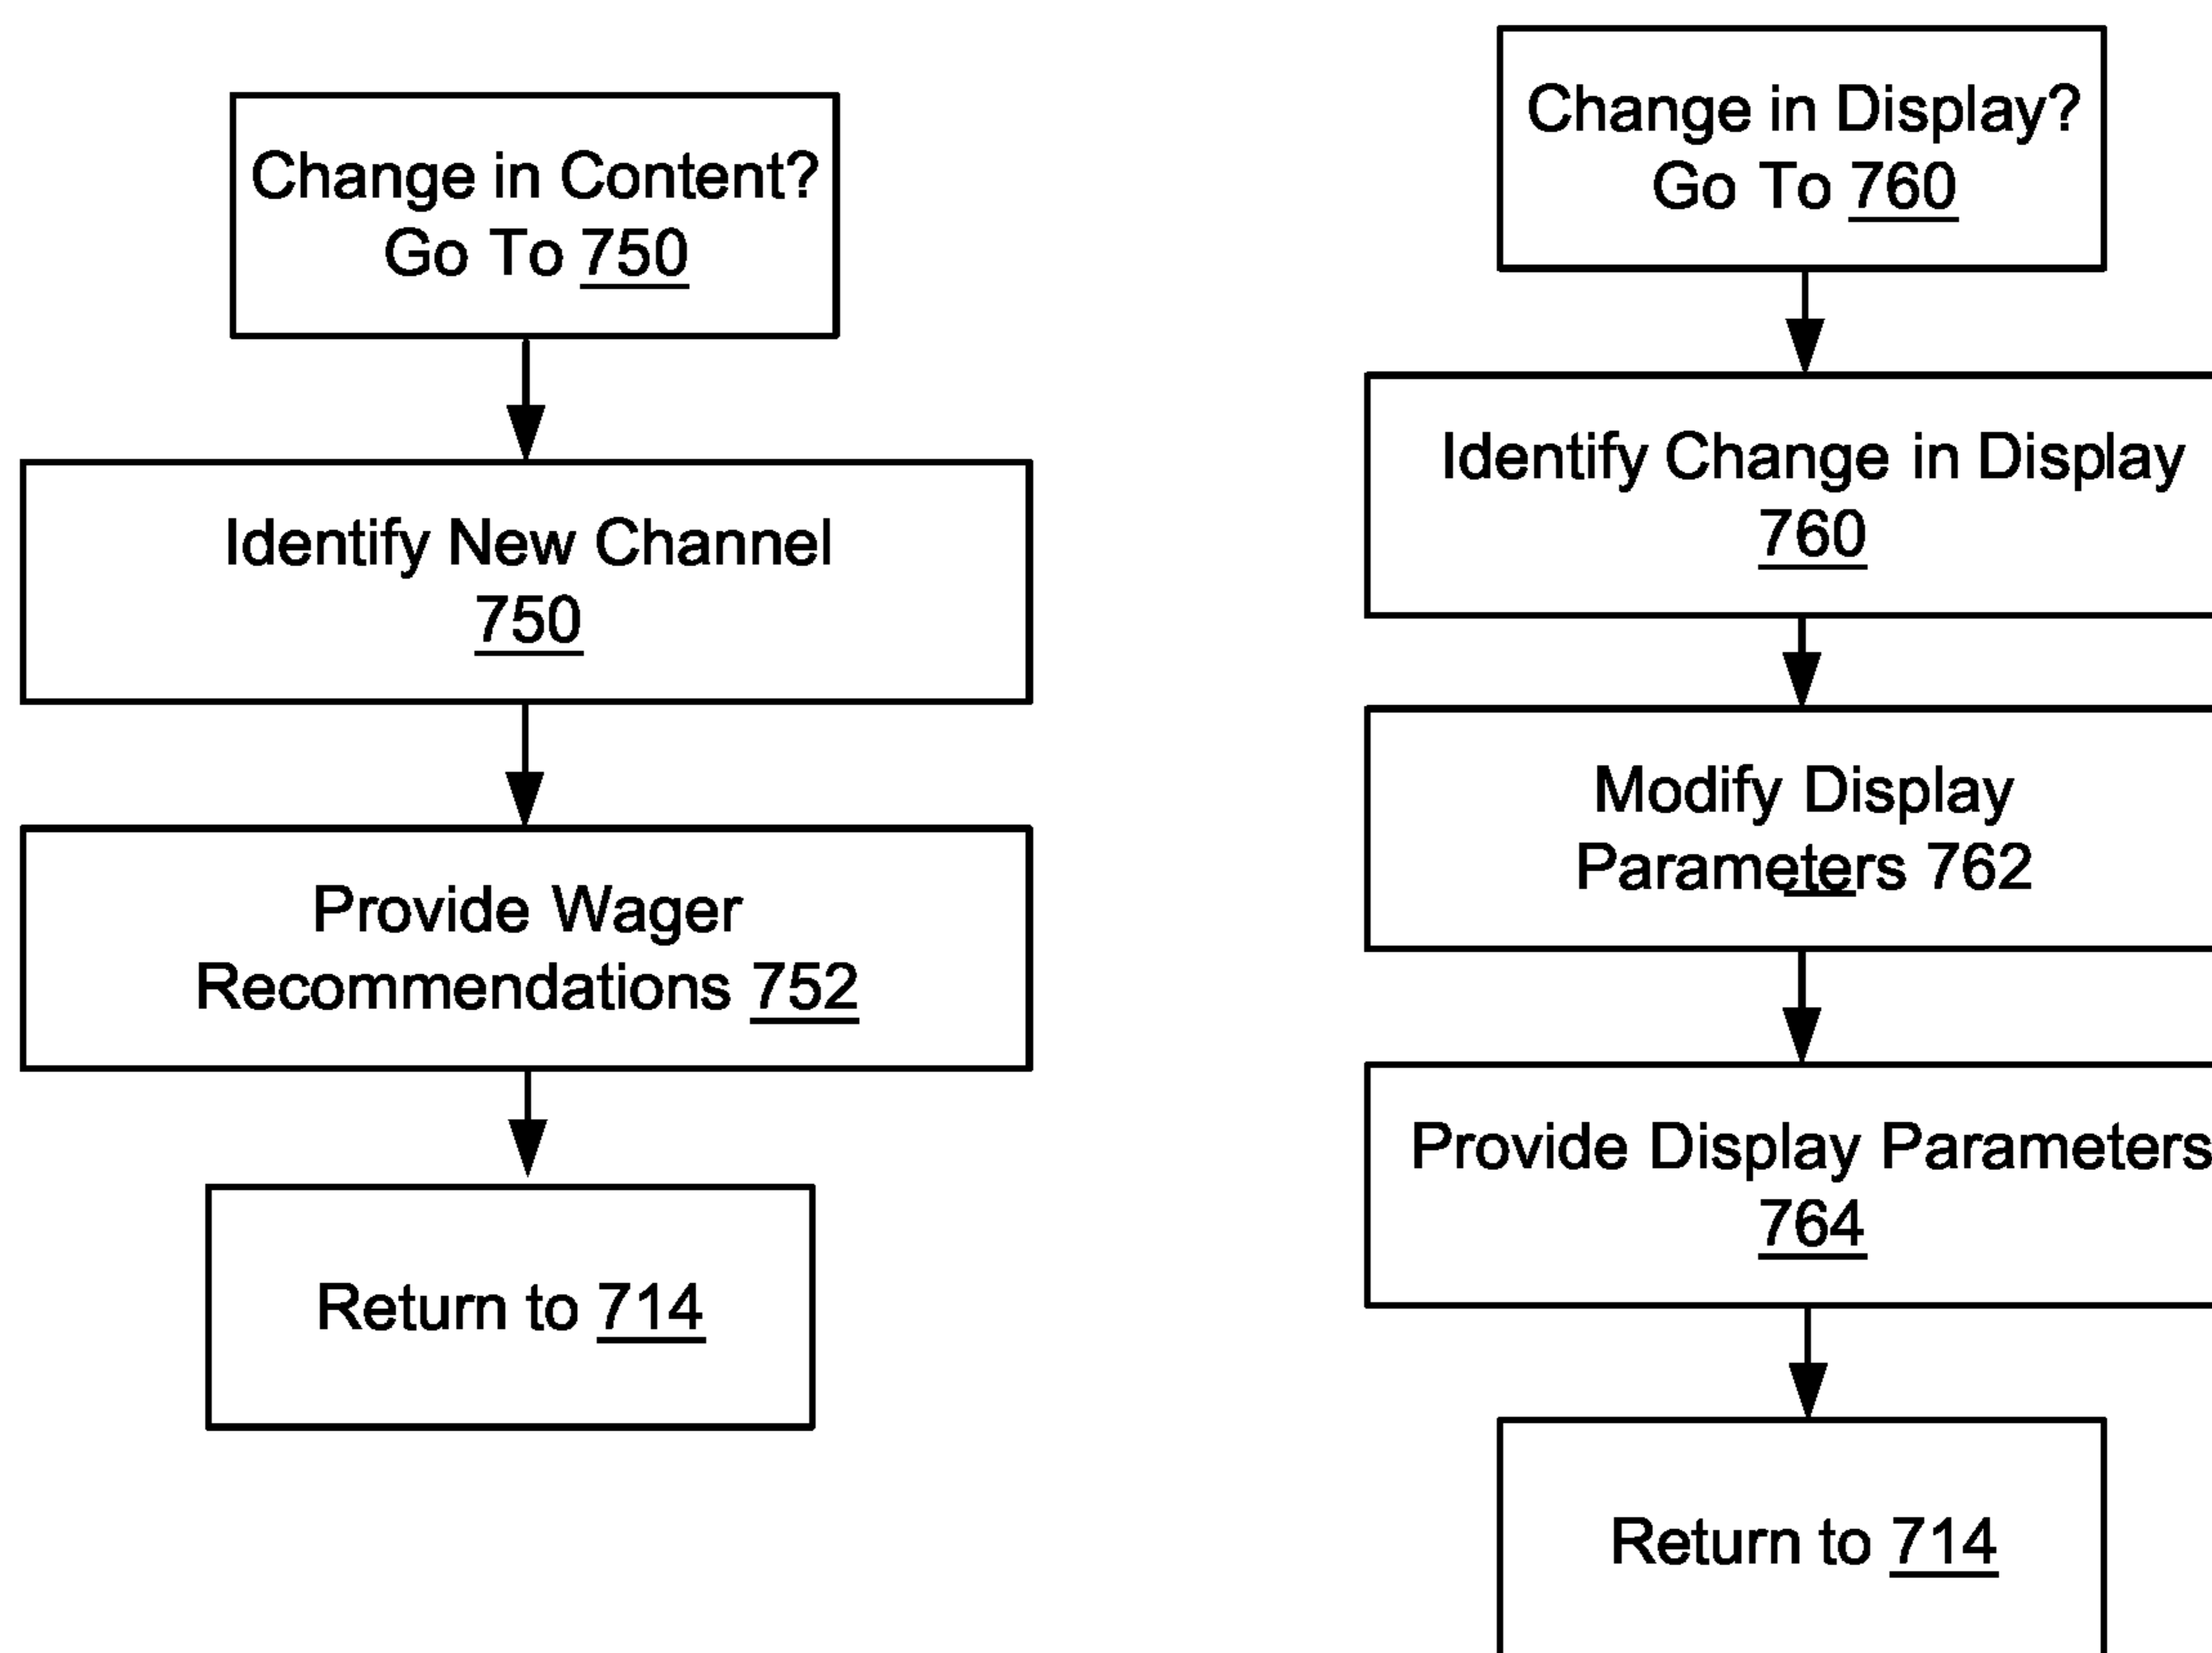 Change in Content?
Go To 750
Identify New Channel
750
Provide Wager
Recommendations 752
Return to 714
Change in Display?
Go To 760
Identify Change in Display
760
Modify Display
Parameters 762
Provide Display Parameters
764
Return to 714